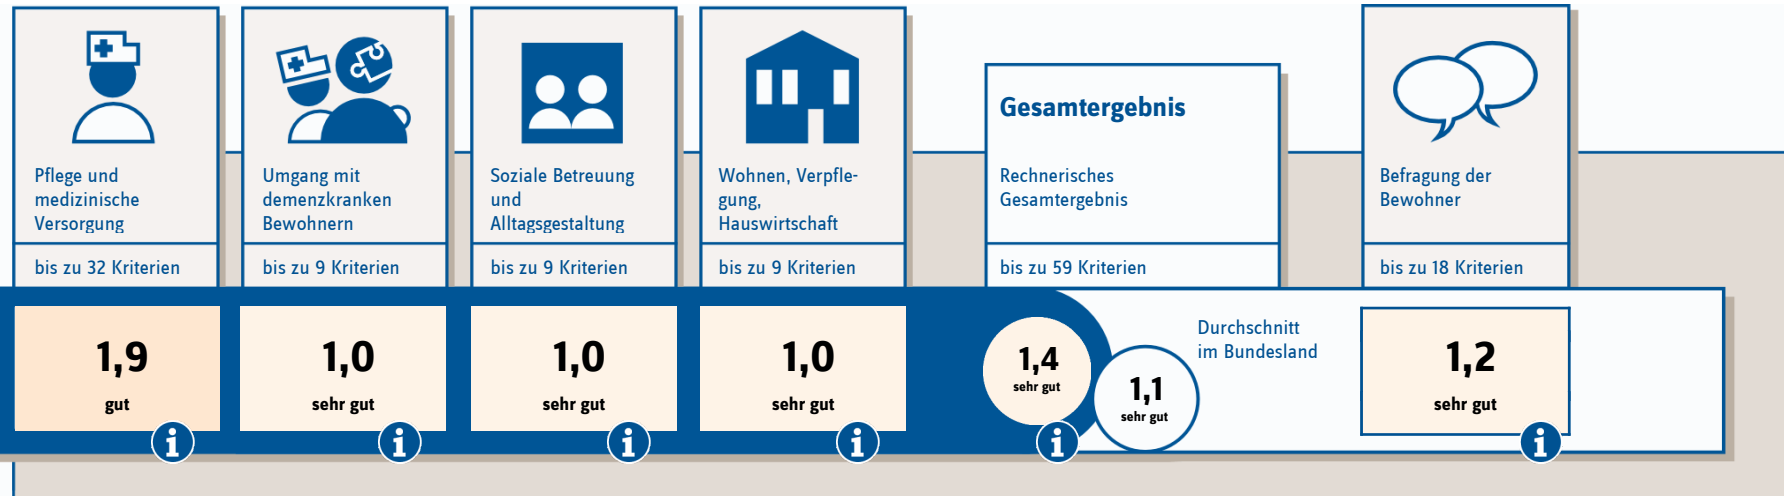 Pflege und
medizinische
Versorgung
bis zu 32 Kriterien
1,9
gut
i
Umgang mit
demenzkranken
Bewohnern
bis zu 9 Kriterien
1,0
sehr gut
i
Soziale Betreuung
und
Alltagsgestaltung
bis zu 9 Kriterien
1,0
sehr gut
i
Wohnen, Verpfle-
gung,
Hauswirtschaft
bis zu 9 Kriterien
1,0
sehr gut
i
Gesamtergebnis
Rechnerisches
Gesamtergebnis
bis zu 59 Kriterien
1,4
sehr gut
i
1,1
sehr gut
Durchschnitt
im Bundesland
Befragung der
Bewohner
bis zu 18 Kriterien
1,2
sehr gut
i